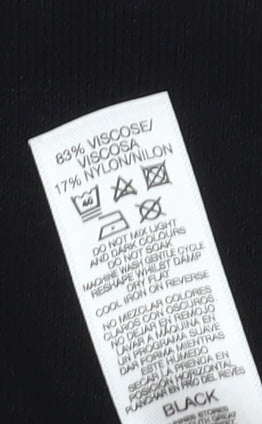 83% VISCOSE/
VISCOSA
17% NYLON/NILON
40
DO NOT MIX LIGHT
AND DARK COLOURS
DO NOT SOAK
MACHINE WASH GENTLE CYCLE
RESHAPE WHILST DAMP
DRY FLAT
COOL IRON ON REVERSE
NO MEZCLAR COLORES
CLAROS CON OSCUROS
NO DEJAR EN REMOJO
LAVAR A MAQUINA EN
UN PROGRAMA SUAVE
DAR FORMA MIENTRAS
ESTE HUMEDO
SECAR LA PRENDA EN
POSICION HORIZONTAL
PLANCHAR EN FRIO DEL REVES
BLACK